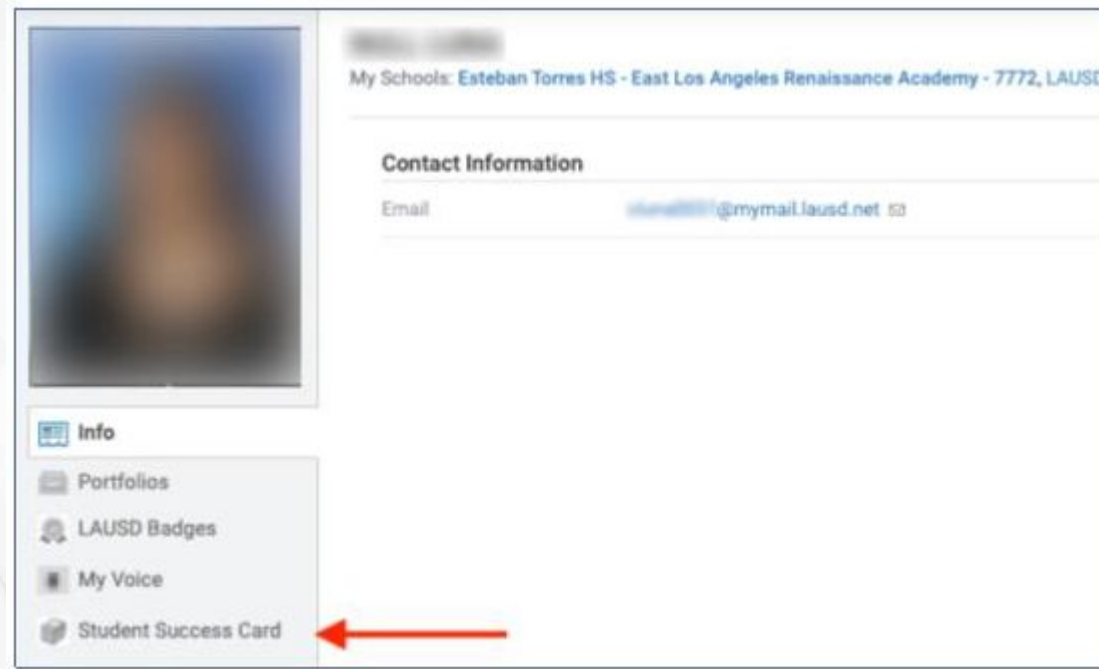 My Schools: Esteban Torres HS - East Los Angeles Renaissance Academy - 7772, LAUSD
Contact Information
Email @mymail.lausd.net
Info
Portfolios
LAUSD Badges
My Voice
Student Success Card